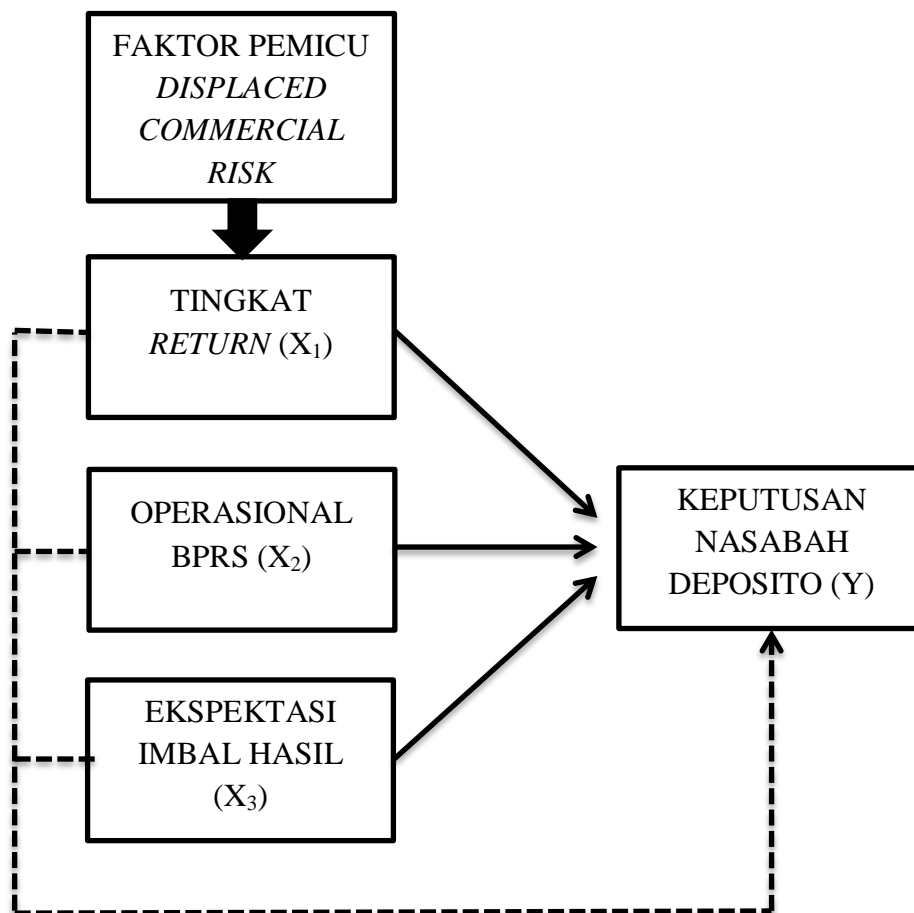 FAKTOR PEMICU
DISPLACED
COMMERCIAL
RISK
TINGKAT
RETURN (X₁)
OPERASIONAL
BPRS (X₂)
EKSPEKTASI
IMBAL HASIL
(X₃)
KEPUTUSAN
NASABAH
DEPOSITO (Y)